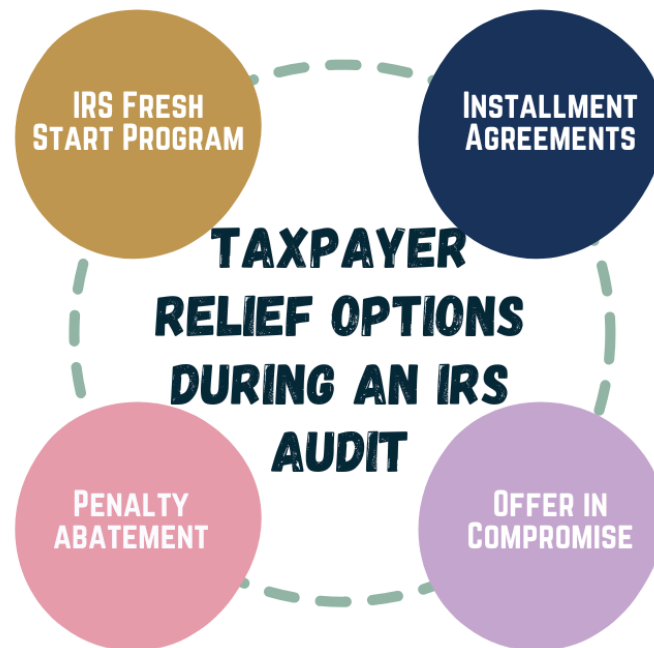 IRS Fresh
Start Program
Installment
Agreements
TAXPAYER
RELIEF OPTIONS
DURING AN IRS
AUDIT
Penalty
abatement
Offer in
Compromise